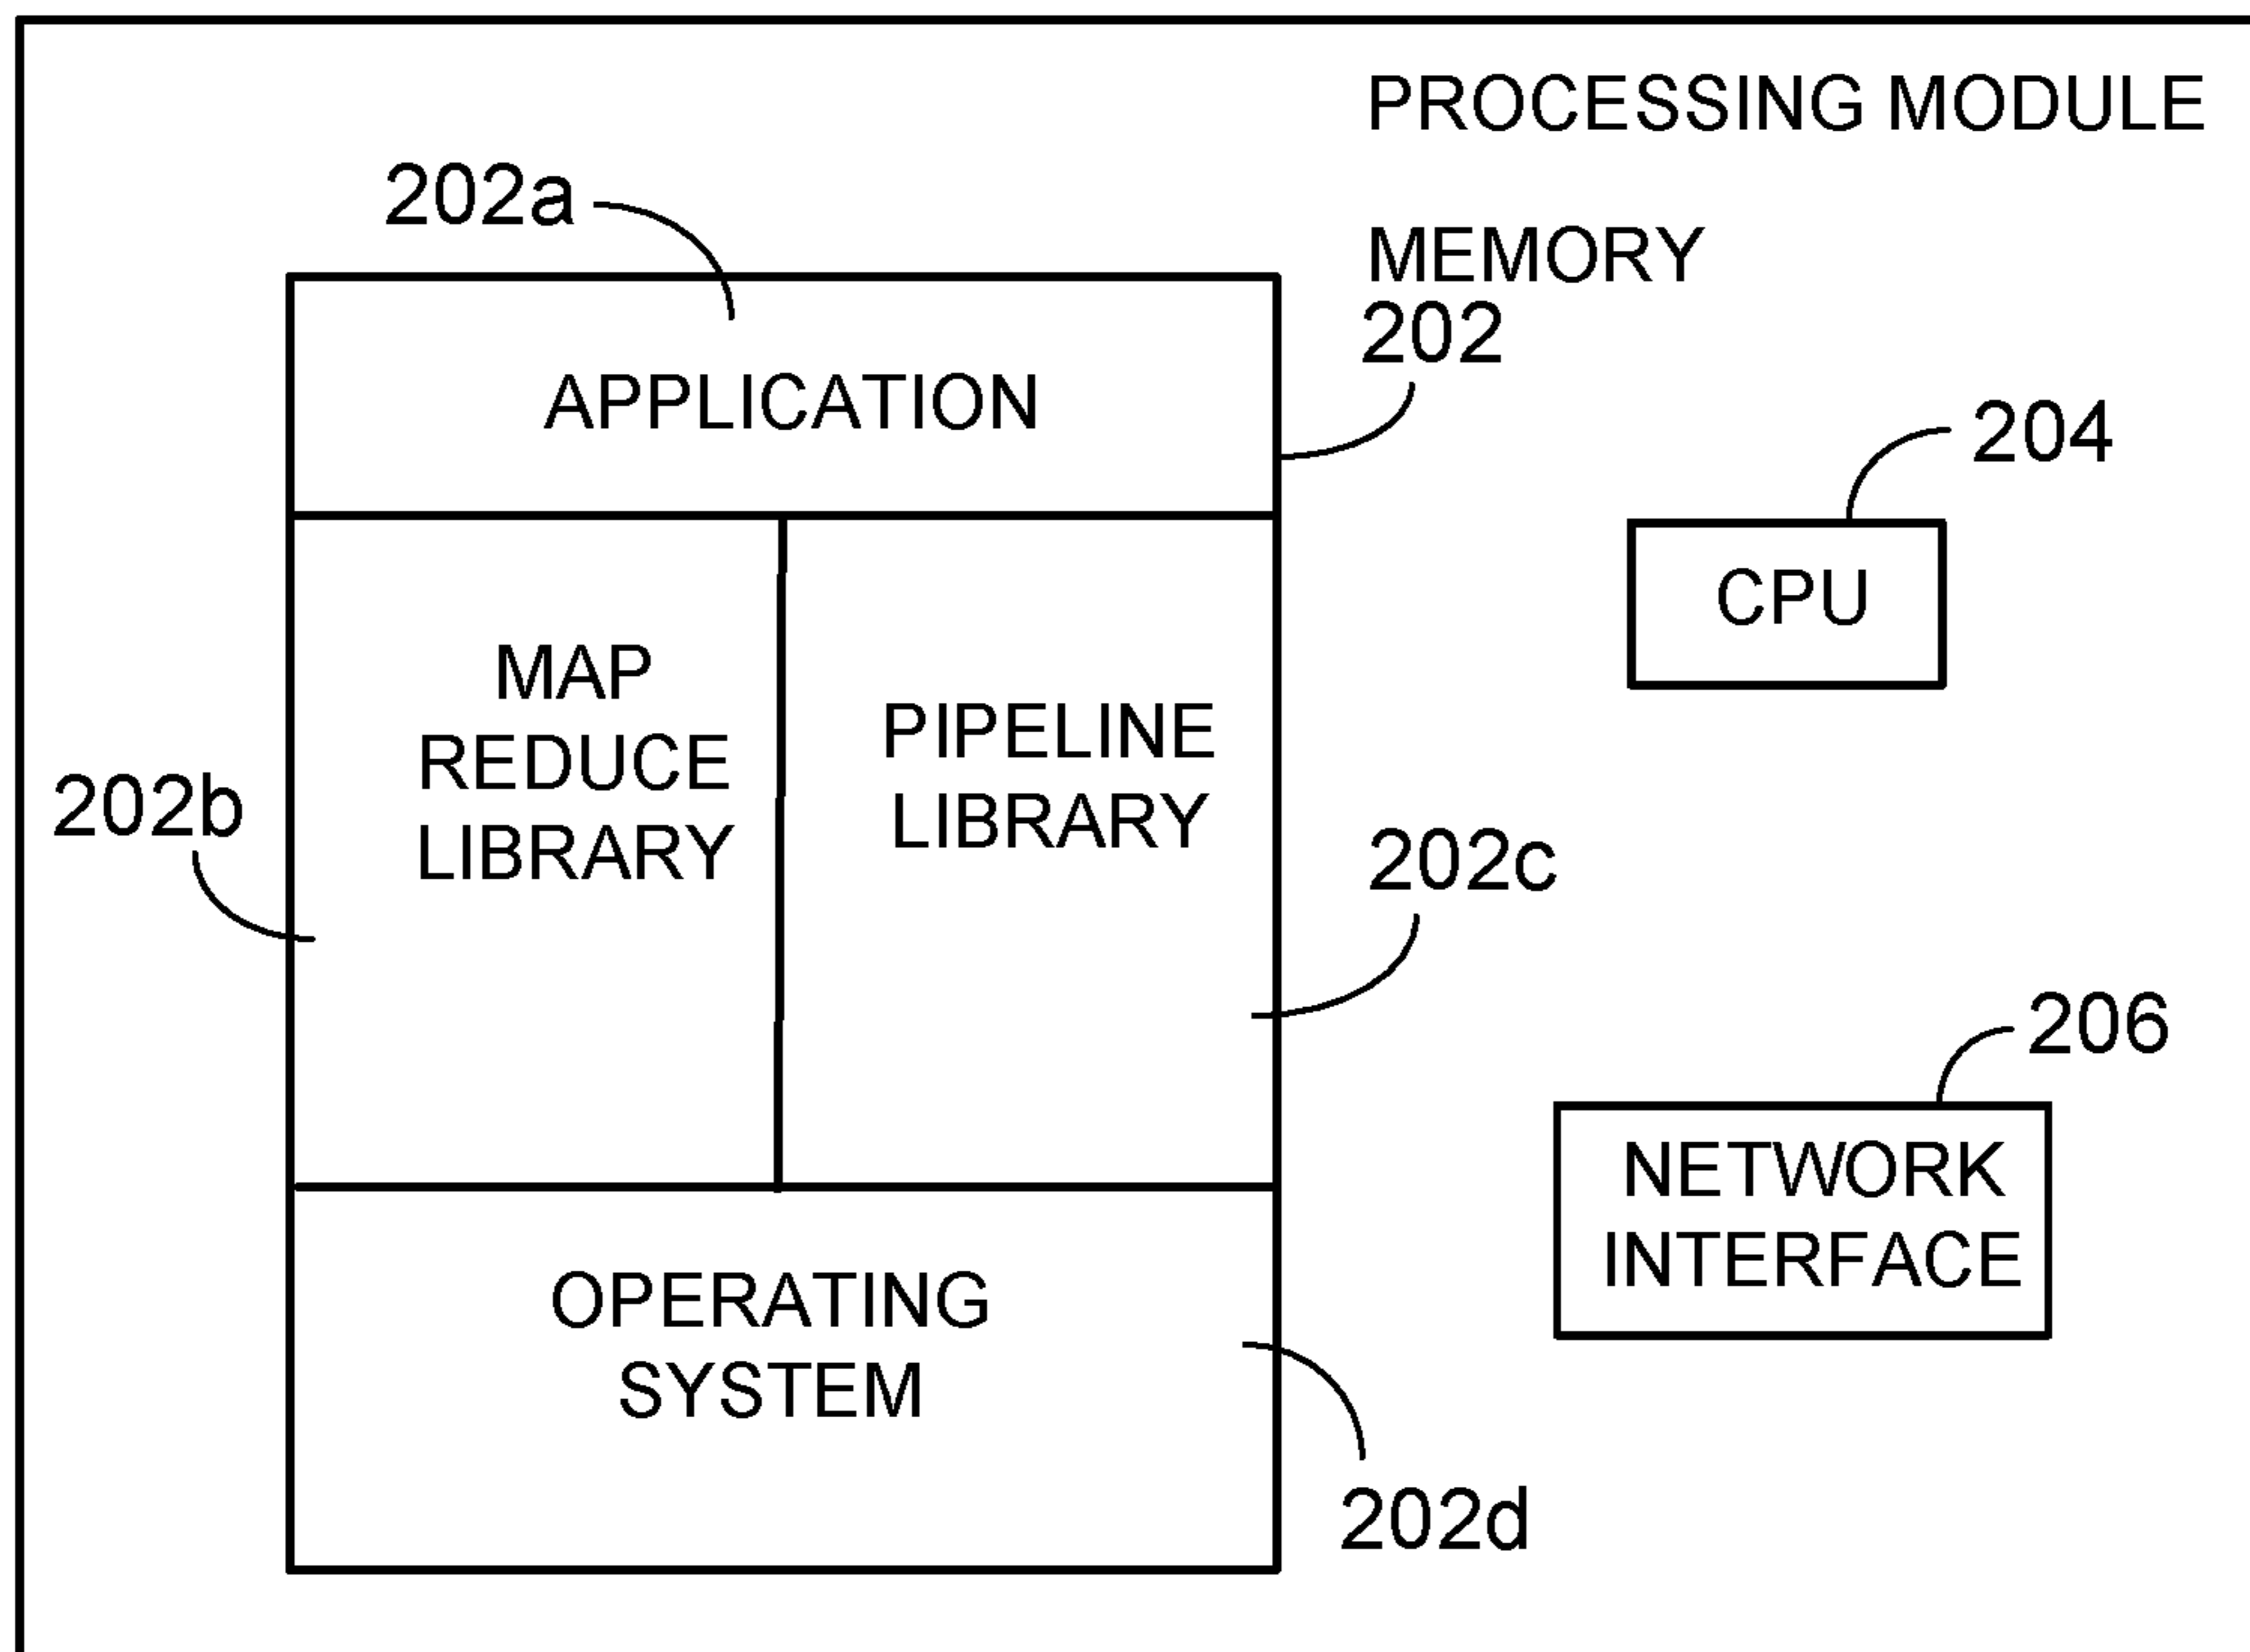 PROCESSING MODULE
202a
MEMORY
202
APPLICATION
204
CPU
MAP
REDUCE
LIBRARY
PIPELINE
LIBRARY
202b
202c
206
NETWORK
INTERFACE
OPERATING
SYSTEM
202d